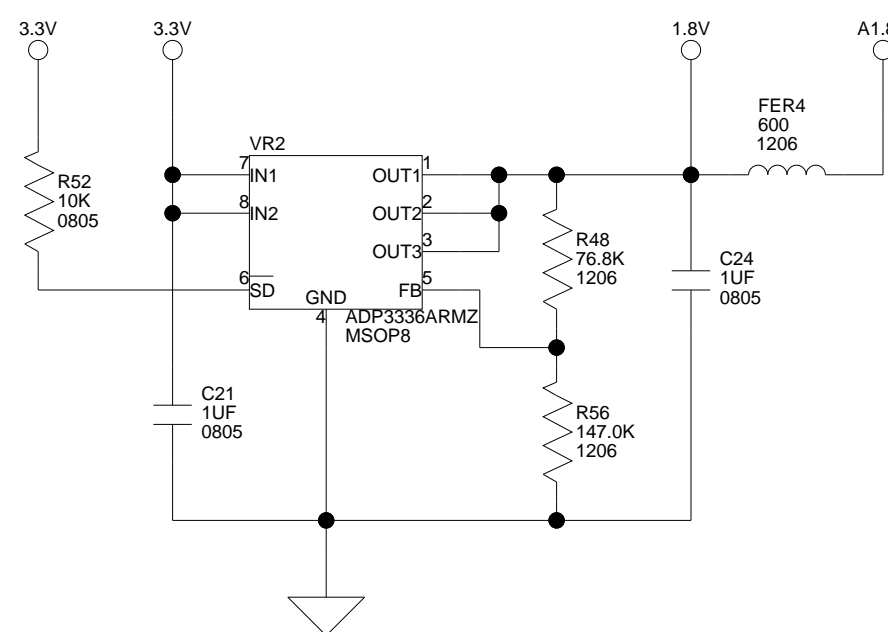 3.3V
3.3V
1.8V
A1.8
FER4
600
1206
VR2
7
IN1
8
IN2
6
SD
GND
4
OUT1
1
OUT2
2
OUT3
3
FB
5
ADP3336ARMZ
MSOP8
R52
10K
0805
R48
76.8K
1206
C24
1UF
0805
C21
1UF
0805
R56
147.0K
1206